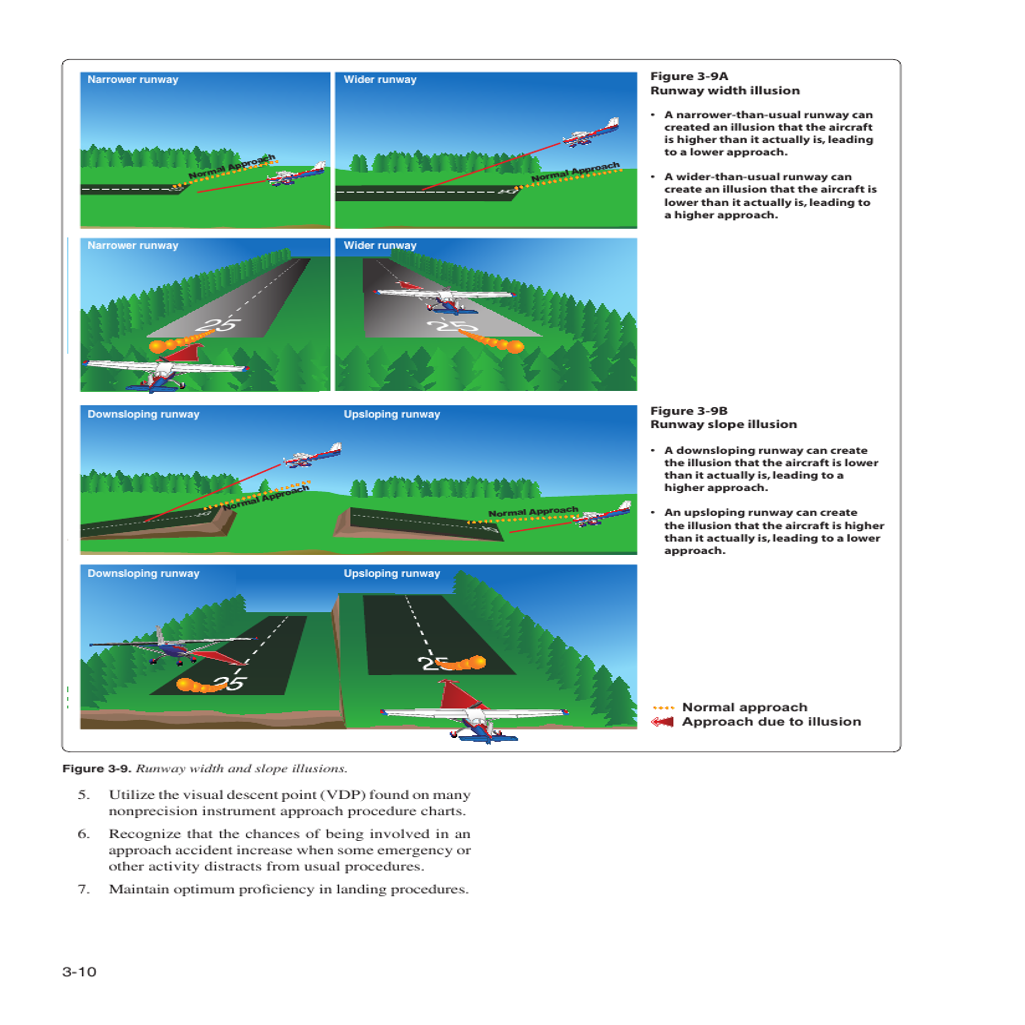 Narrower runway
Wider runway
Normal Approach
Normal Approach
Figure 3-9A
Runway width illusion
• A narrower-than-usual runway can
created an illusion that the aircraft
is higher than it actually is, leading
to a lower approach.
• A wider-than-usual runway can
create an illusion that the aircraft is
lower than it actually is, leading to
a higher approach.
Narrower runway
Wider runway
25
25
Downsloping runway
Upsloping runway
Normal Approach
Normal Approach
Figure 3-9B
Runway slope illusion
• A downsloping runway can create
the illusion that the aircraft is lower
than it actually is, leading to a
higher approach.
• An upsloping runway can create
the illusion that the aircraft is higher
than it actually is, leading to a lower
approach.
Downsloping runway
Upsloping runway
25
25
Normal approach
Approach due to illusion
Figure 3-9. Runway width and slope illusions.
5. Utilize the visual descent point (VDP) found on many
nonprecision instrument approach procedure charts.
6. Recognize that the chances of being involved in an
approach accident increase when some emergency or
other activity distracts from usual procedures.
7. Maintain optimum proficiency in landing procedures.
3-10